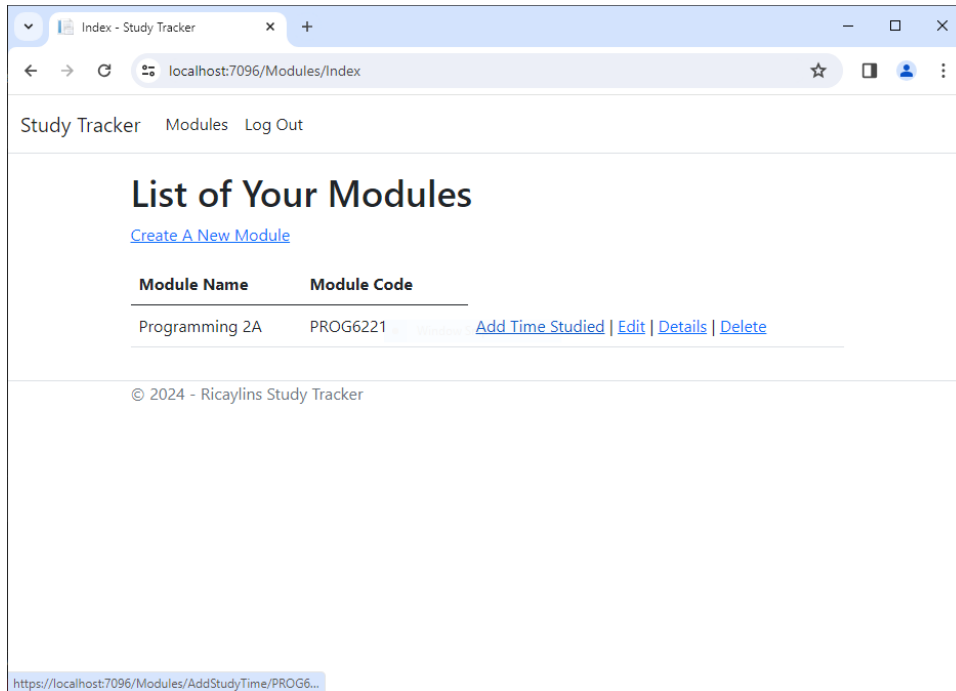 Index - Study Tracker
localhost:7096/Modules/Index
Study Tracker Modules Log Out
List of Your Modules
Create A New Module
Module Name Module Code
Programming 2A PROG6221 Add Time Studied | Edit | Details | Delete
© 2024 - Ricaylins Study Tracker
https://localhost:7096/Modules/AddStudyTime/PROG6...